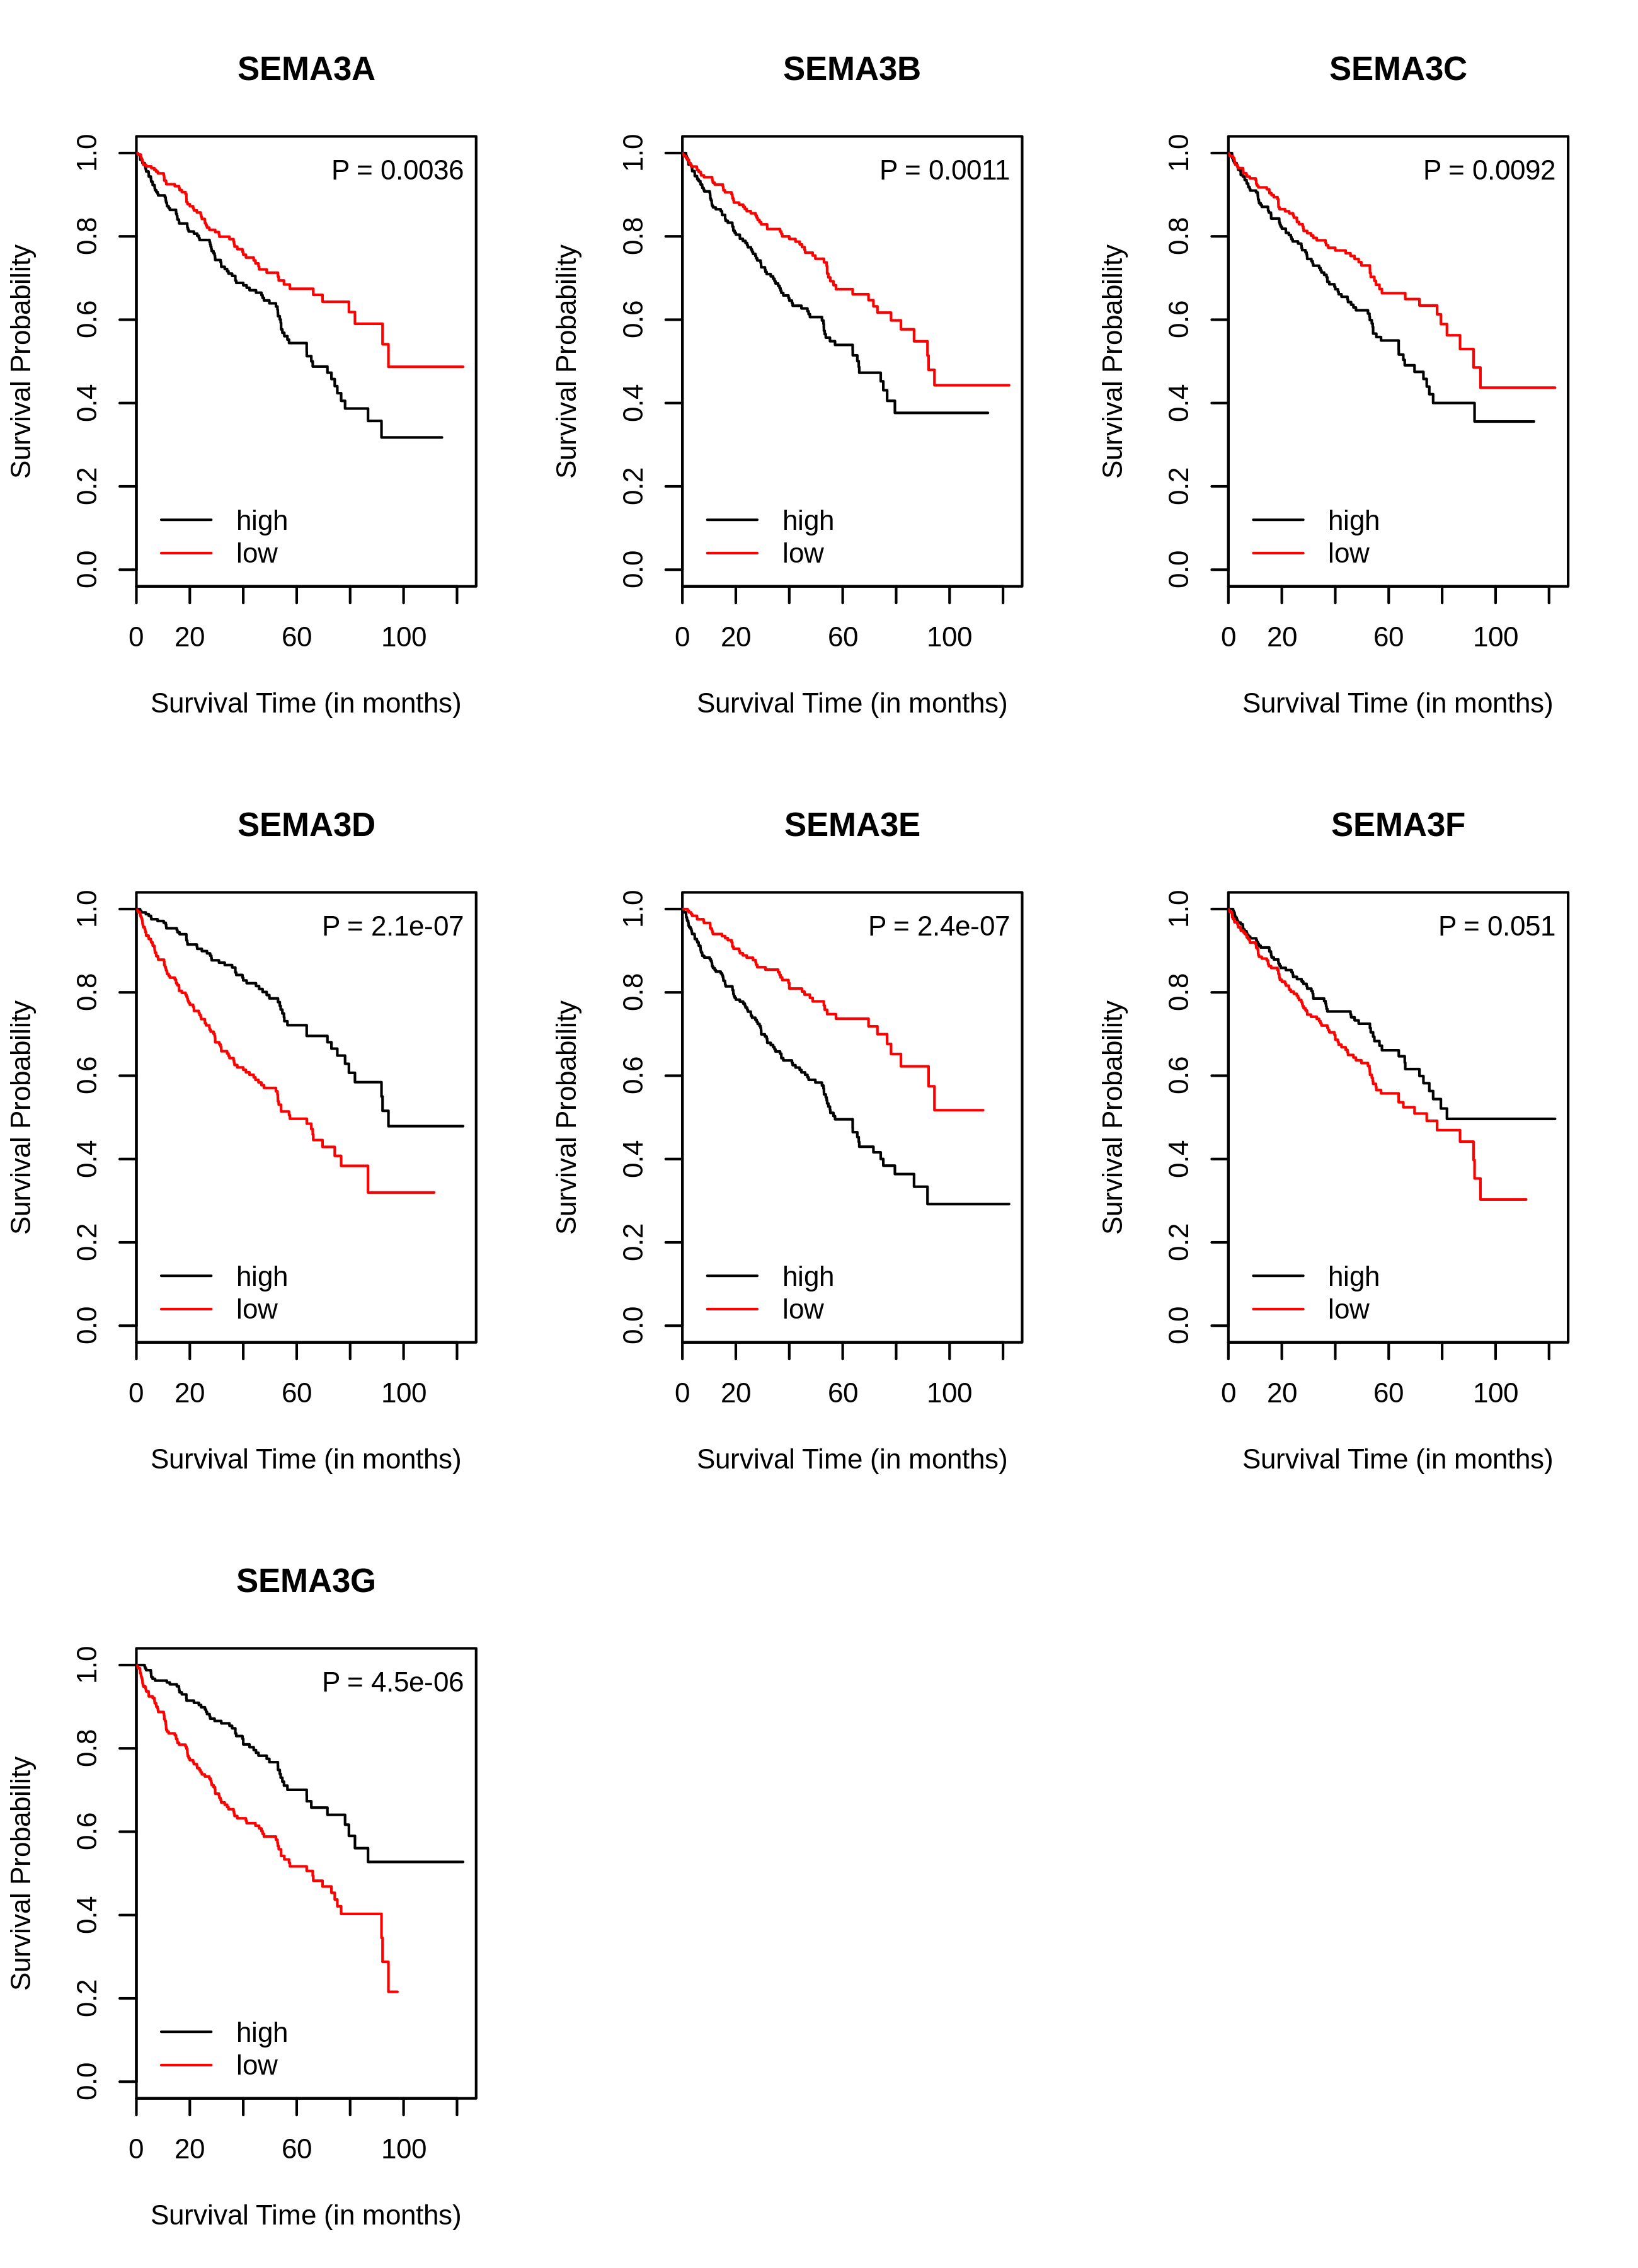 SEMA3A
SEMA3B
SEMA3C
P = 0.0036
P = 0.0011
P = 0.0092
Survival Probability
Survival Probability
Survival Probability
0.0 0.2 0.4 0.6 0.8 1.0
0.0 0.2 0.4 0.6 0.8 1.0
0.0 0.2 0.4 0.6 0.8 1.0
high
low
high
low
high
low
0 20 60 100
0 20 60 100
0 20 60 100
Survival Time (in months)
Survival Time (in months)
Survival Time (in months)
SEMA3D
SEMA3E
SEMA3F
P = 2.1e-07
P = 2.4e-07
P = 0.051
Survival Probability
Survival Probability
Survival Probability
0.0 0.2 0.4 0.6 0.8 1.0
0.0 0.2 0.4 0.6 0.8 1.0
0.0 0.2 0.4 0.6 0.8 1.0
high
low
high
low
high
low
0 20 60 100
0 20 60 100
0 20 60 100
Survival Time (in months)
Survival Time (in months)
Survival Time (in months)
SEMA3G
P = 4.5e-06
Survival Probability
0.0 0.2 0.4 0.6 0.8 1.0
high
low
0 20 60 100
Survival Time (in months)